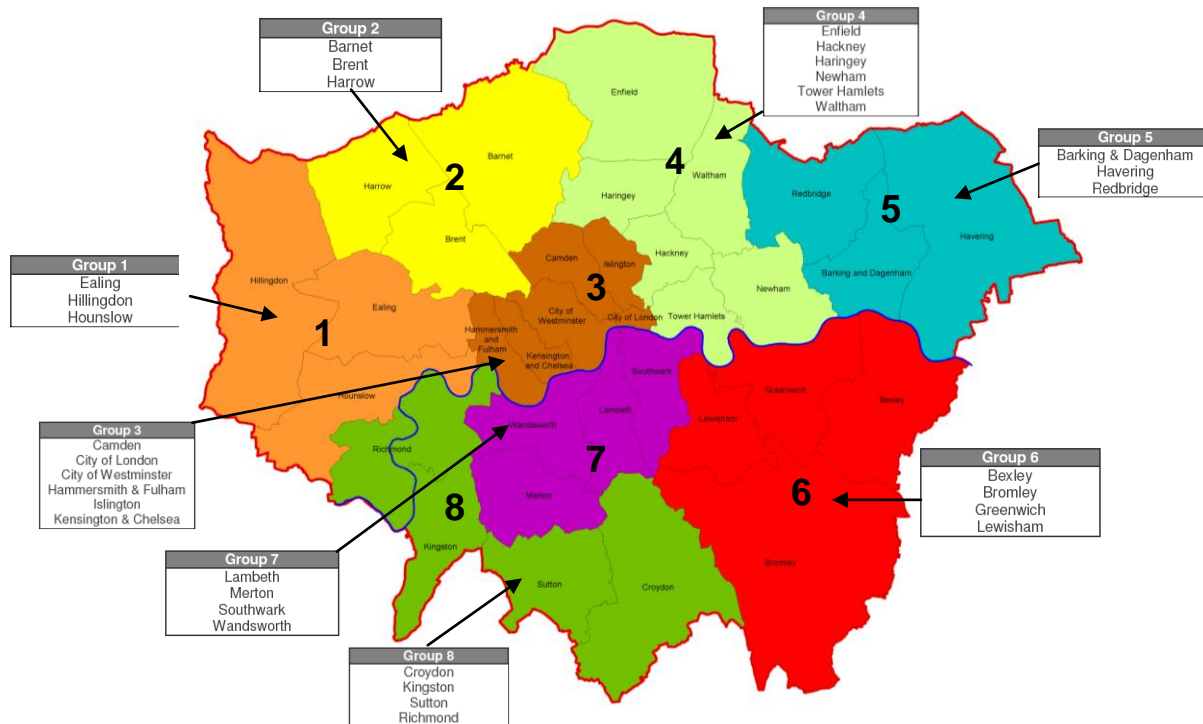 Group 2
Barnet
Brent
Harrow
Group 4
Enfield
Hackney
Haringey
Newham
Tower Hamlets
Waltham
Group 5
Barking & Dagenham
Havering
Redbridge
Group 1
Ealing
Hillingdon
Hounslow
Group 3
Camden
City of London
City of Westminster
Hammersmith & Fulham
Islington
Kensington & Chelsea
Group 6
Bexley
Bromley
Greenwich
Lewisham
Group 7
Lambeth
Merton
Southwark
Wandsworth
Group 8
Croydon
Kingston
Sutton
Richmond
Enfield
Barnet
4
Waltham
2
Harrow
Redbridge
Haringey
5
Brent
Havering
Hackney
Camden
Islington
Barking and Dagenham
Hillingdon
3
Newham
Ealing
City of
Westminster
City of London
Tower Hamlets
1
Hammersmith
and
Fulham
Kensington
and Chelsea
Southwark
Hounslow
Greenwich
Bexley
Lambeth
Lewisham
Wandsworth
Richmond
7
6
Merton
8
Kingston
Bromley
Sutton
Croydon